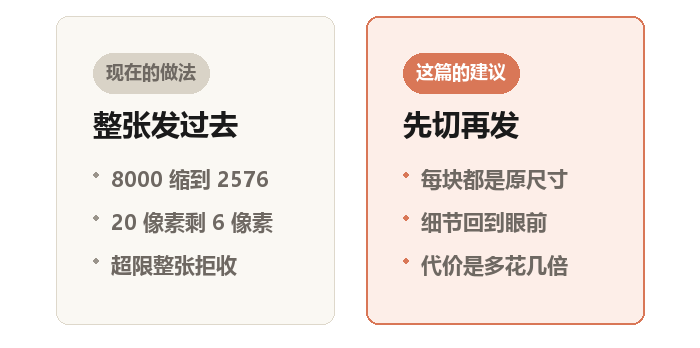 现在的做法
整张发过去
8000 缩到 2576
20 像素剩 6 像素
超限整张拒收
这篇的建议
先切再发
每块都是原尺寸
细节回到眼前
代价是多花几倍